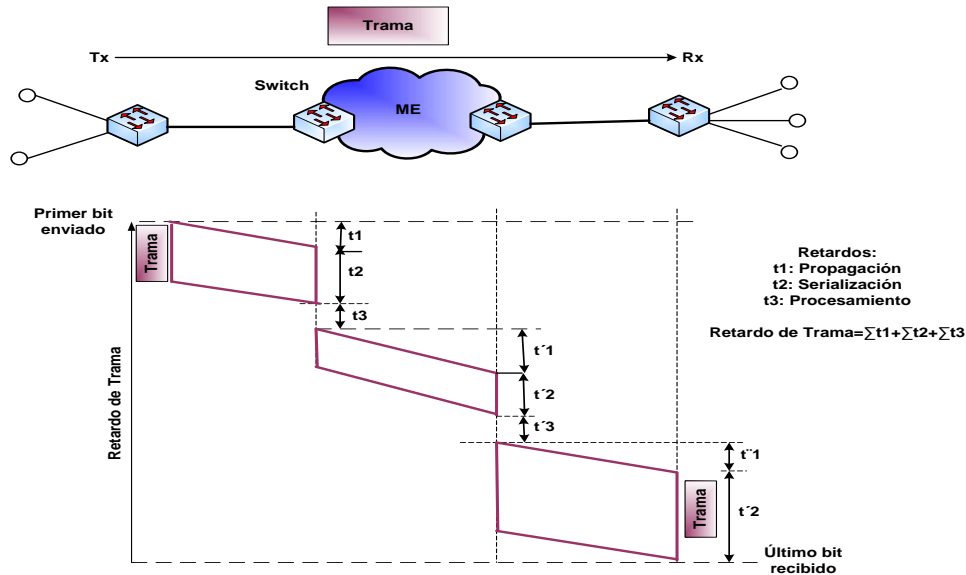 Trama
Tx
Rx
Switch
ME
Primer bit
enviado
Trama
t1
t2
t3
Retardos:
t1: Propagación
t2: Serialización
t3: Procesamiento
Retardo de Trama=∑t1+∑t2+∑t3
t´1
t´2
t´3
Retardo de Trama
t¨1
t´2
Trama
Último bit
recibido